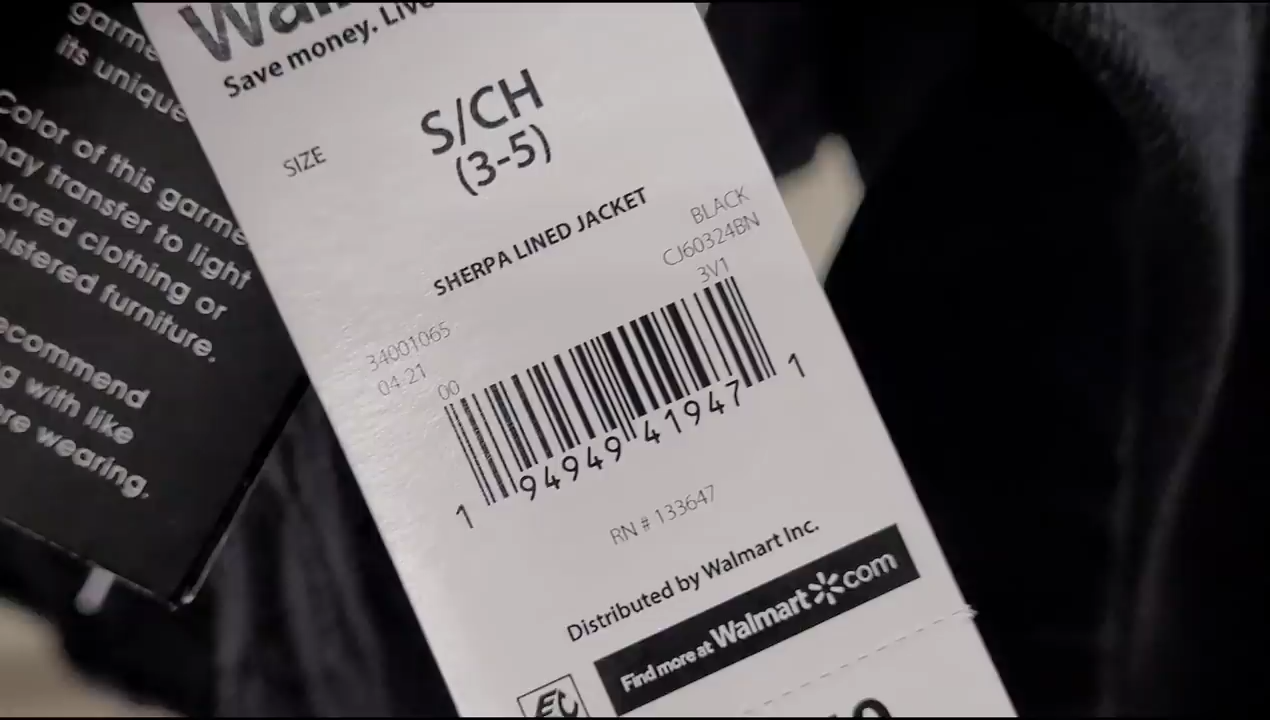 garme
its unique
Color of this garme
may transfer to light
lored clothing or
olstered furniture.
ecommend
g with like
re wearing.
Wal
Save money. Live
SIZE
S/CH
(3-5)
SHERPA LINED JACKET
BLACK
CJ60324BN
3V1
34001065
04.21
00
1 94949 41947 1
RN # 133647
Distributed by Walmart Inc.
Find more at Walmart com